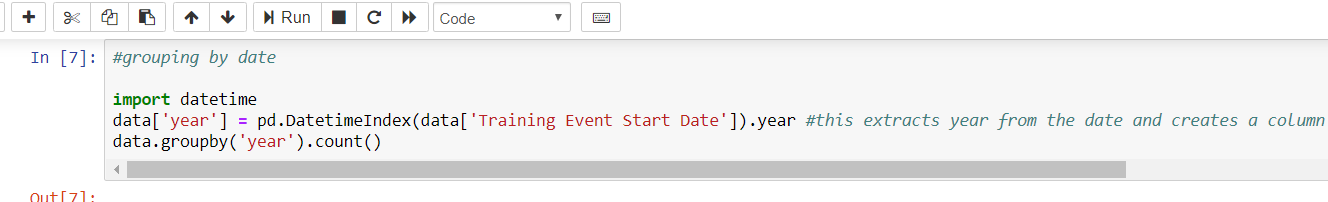 Run
Code
In [7]:
#grouping by date
import datetime
data['year'] = pd.DatetimeIndex(data['Training Event Start Date']).year #this extracts year from the date and creates a column
data.groupby('year').count()
Out[7]: